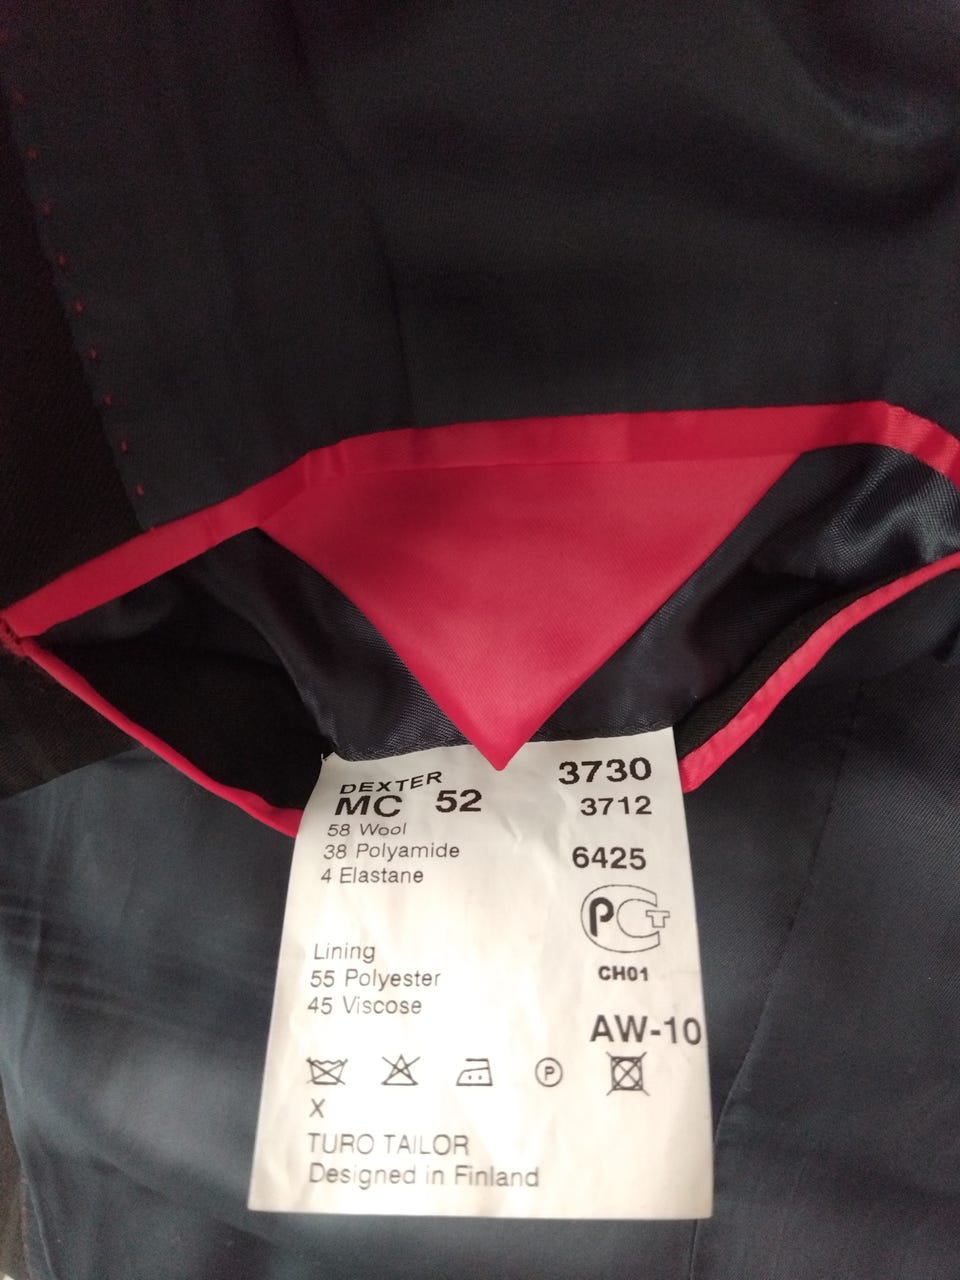 DEXTER
MC 52
58 Wool
38 Polyamide
4 Elastane
3730
3712
6425
PCT
CH01
Lining
55 Polyester
45 Viscose
AW-10
P
X
TURO TAILOR
Designed in Finland